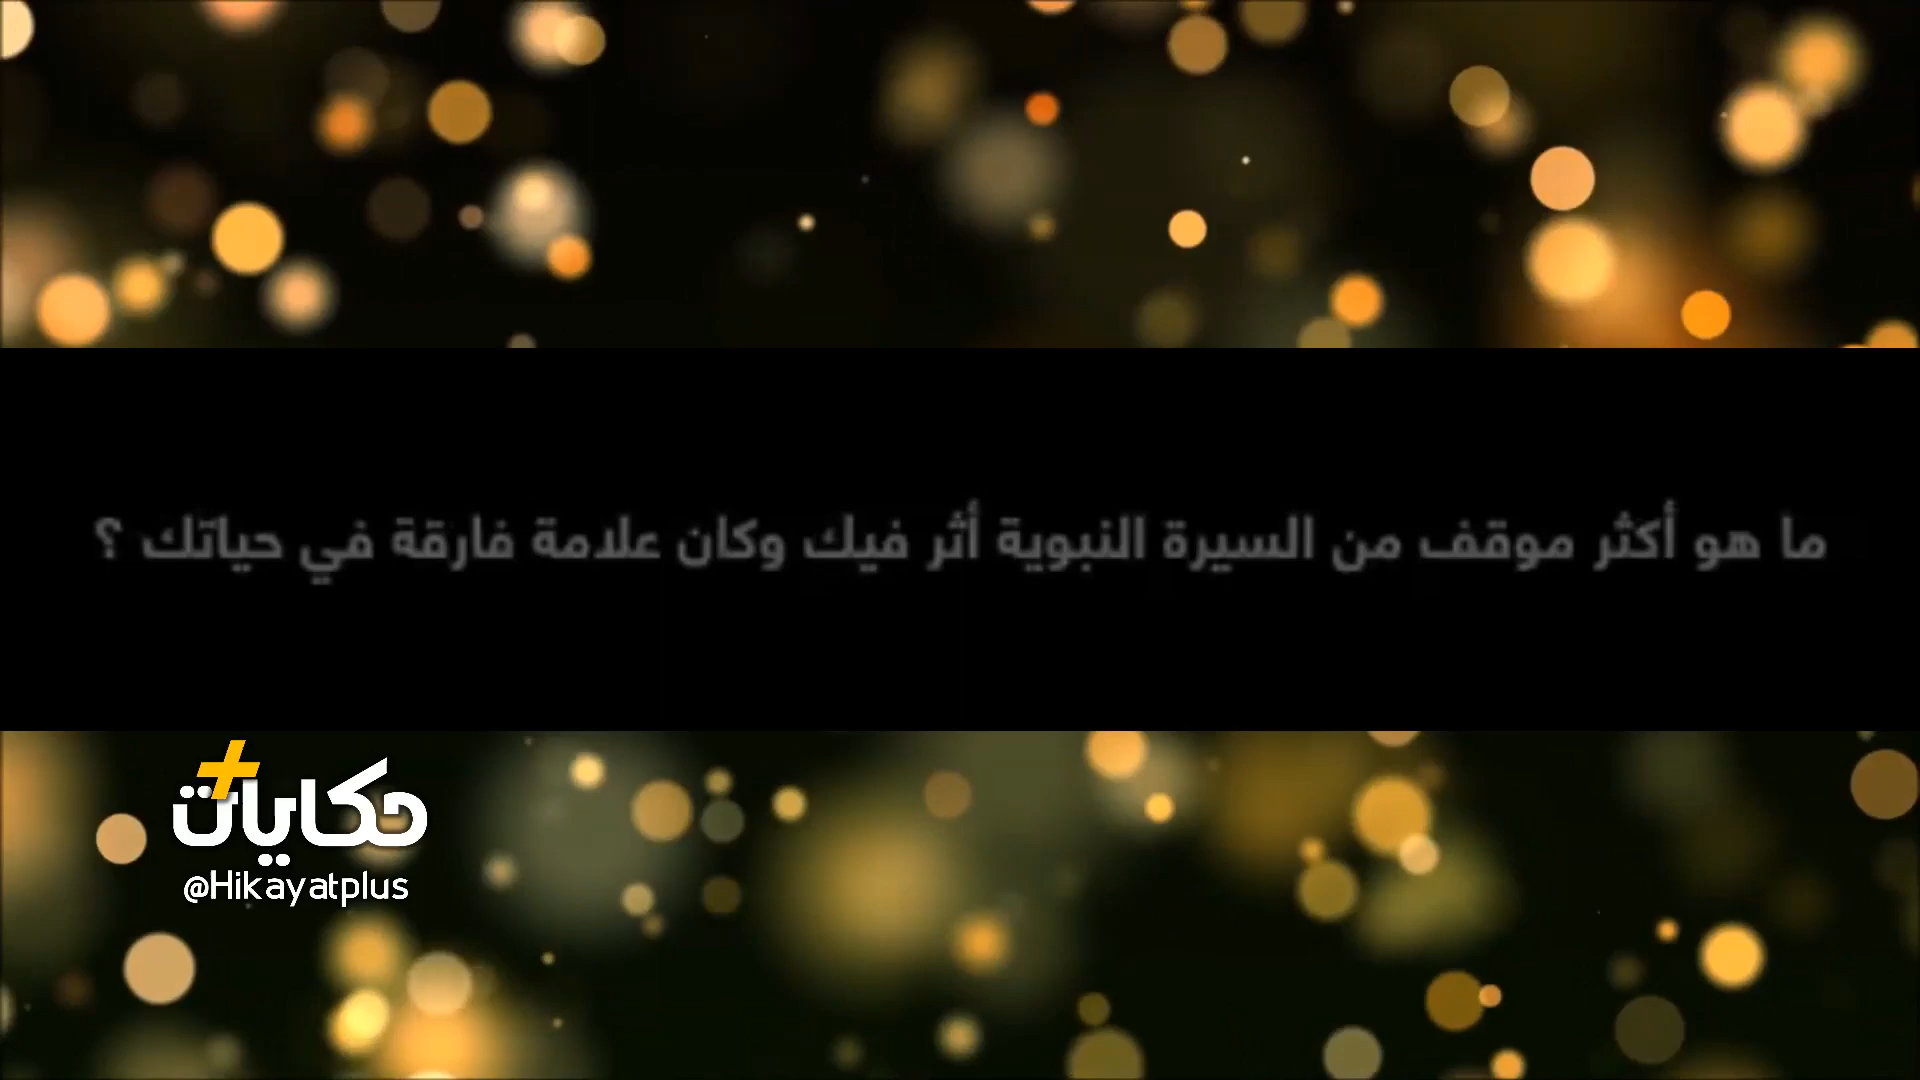 ما هو أكثر موقف من السيرة النبوية أثر فيك وكان علامة فارقة في حياتك ؟
حكايات+
@Hikayatplus